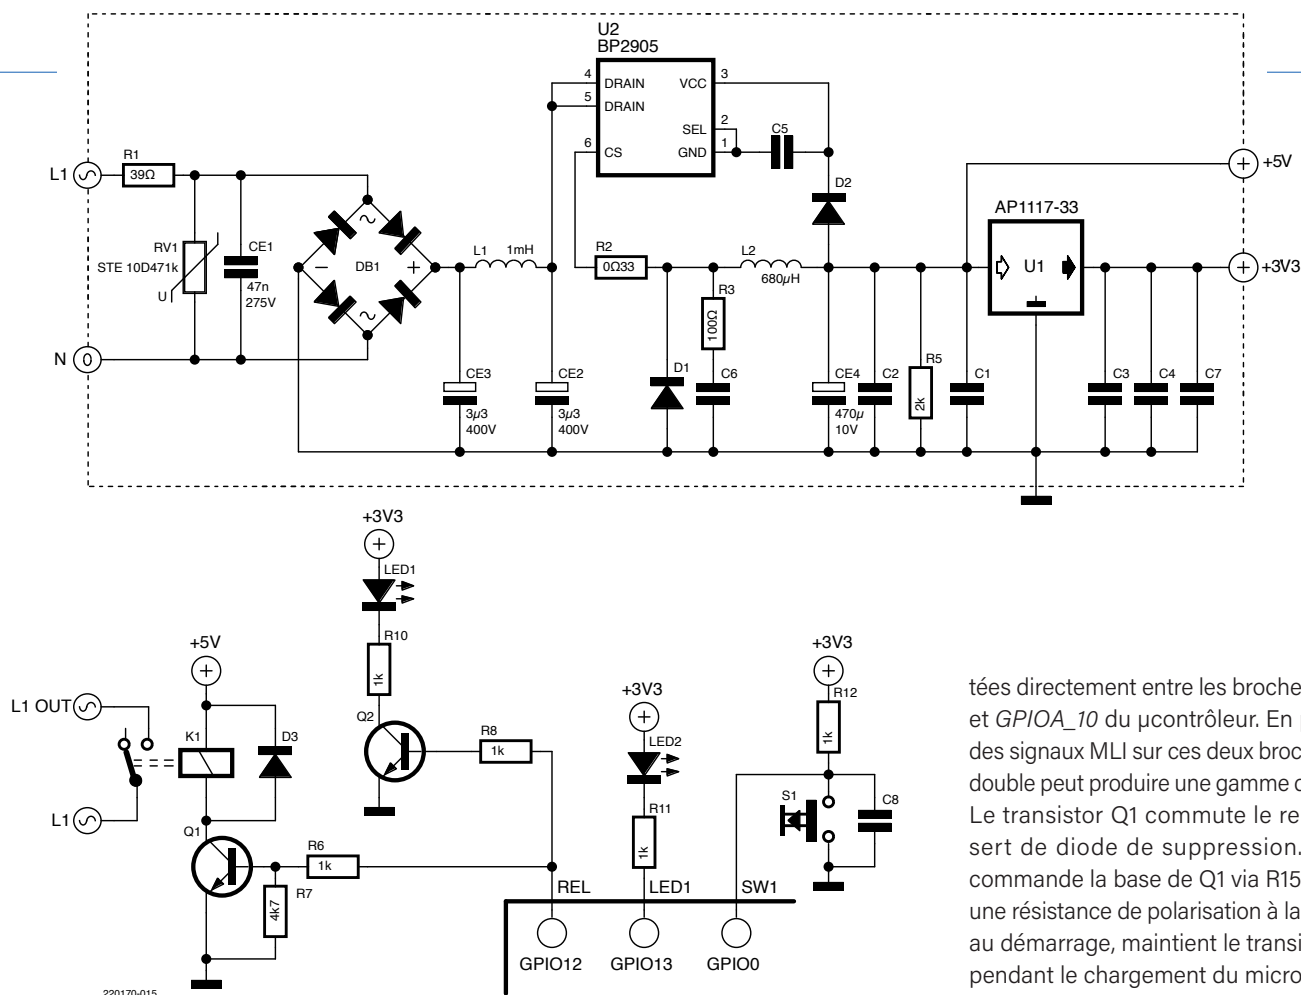 U2
BP2905
4 DRAIN VCC 3
5 DRAIN
SEL 2
6 CS GND 1
C5
R1
L1 39Ω
D2
+5V
AP1117-33
RV1
STE 10D471k
U
CE1
47n
275V
DB1
L1 1mH
R2
0Ω33
L2
680µH
U1
+3V3
R3
100Ω
N 0
CE3
3µ3
400V
CE2
3µ3
400V
D1
C6
CE4
470µ
10V
C2
R5
2k
C1
C3
C4
C7
+3V3
LED1
R10
1k
+5V
L1 OUT
K1
D3
Q2
R8
1k
+3V3
LED2
R11
1k
+3V3
R12
1k
S1
C8
L1
Q1
R6
1k
R7
4k7
REL
LED1
SW1
GPIO12
GPIO13
GPIO0
220170-015
tées directement entre les broche
et GPIOA_10 du µcontrôleur. En
des signaux MLI sur ces deux broc
double peut produire une gamme
Le transistor Q1 commute le re
sert de diode de suppression.
commande la base de Q1 via R15
une résistance de polarisation à la
au démarrage, maintient le transi
pendant le chargement du micro